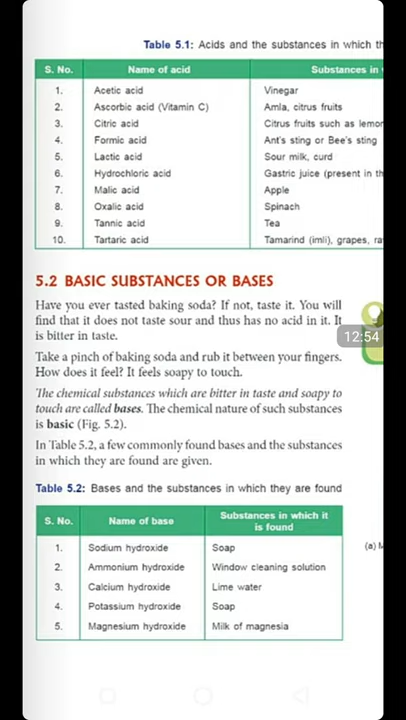 Table 5.1: Acids and the substances in which th
S. No. Name of acid Substances in
1. Acetic acid Vinegar
2. Ascorbic acid (Vitamin C) Amla, citrus fruits
3. Citric acid Citrus fruits such as lemon
4. Formic acid Ant's sting or Bee's sting
5. Lactic acid Sour milk, curd
6. Hydrochloric acid Gastric juice (present in th
7. Malic acid Apple
8. Oxalic acid Spinach
9. Tannic acid Tea
10. Tartaric acid Tamarind (imli), grapes, ra
5.2 BASIC SUBSTANCES OR BASES
Have you ever tasted baking soda? If not, taste it. You will
find that it does not taste sour and thus has no acid in it. It
is bitter in taste.
12:54
Take a pinch of baking soda and rub it between your fingers.
How does it feel? It feels soapy to touch.
The chemical substances which are bitter in taste and soapy to
touch are called bases. The chemical nature of such substances
is basic (Fig. 5.2).
In Table 5.2, a few commonly found bases and the substances
in which they are found are given.
Table 5.2: Bases and the substances in which they are found
S. No. Name of base Substances in which it
is found
1. Sodium hydroxide Soap
2. Ammonium hydroxide Window cleaning solution
3. Calcium hydroxide Lime water
4. Potassium hydroxide Soap
5. Magnesium hydroxide Milk of magnesia
(a) M